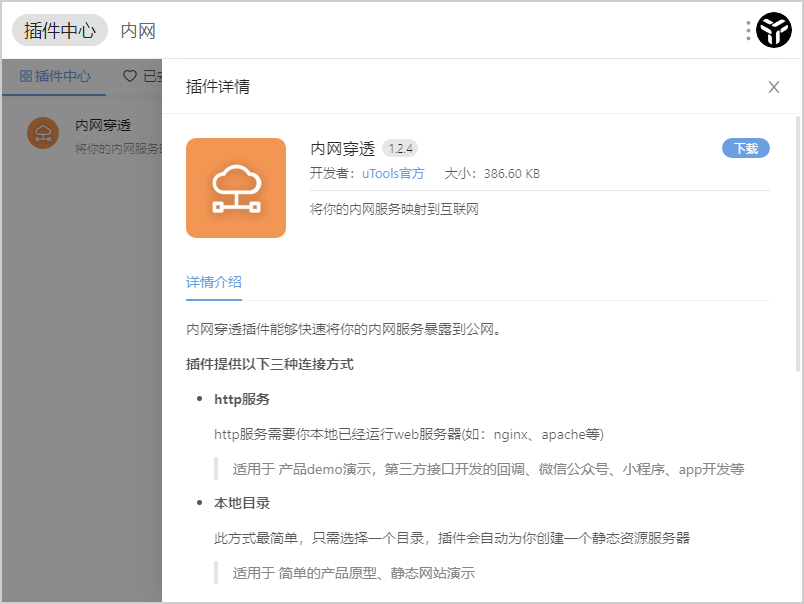 插件中心 内网
插件中心 已安
插件详情
内网穿透
将你的内网服务
内网穿透 1.2.4
下载
开发者：uTools官方 大小：386.60 KB
将你的内网服务映射到互联网
详情介绍
内网穿透插件能够快速将你的内网服务暴露到公网。
插件提供以下三种连接方式
http服务
http服务需要你本地已经运行web服务器(如：nginx、apache等)
适用于 产品demo演示，第三方接口开发的回调、微信公众号、小程序、app开发等
本地目录
此方式最简单，只需选择一个目录，插件会自动为你创建一个静态资源服务器
适用于 简单的产品原型、静态网站演示